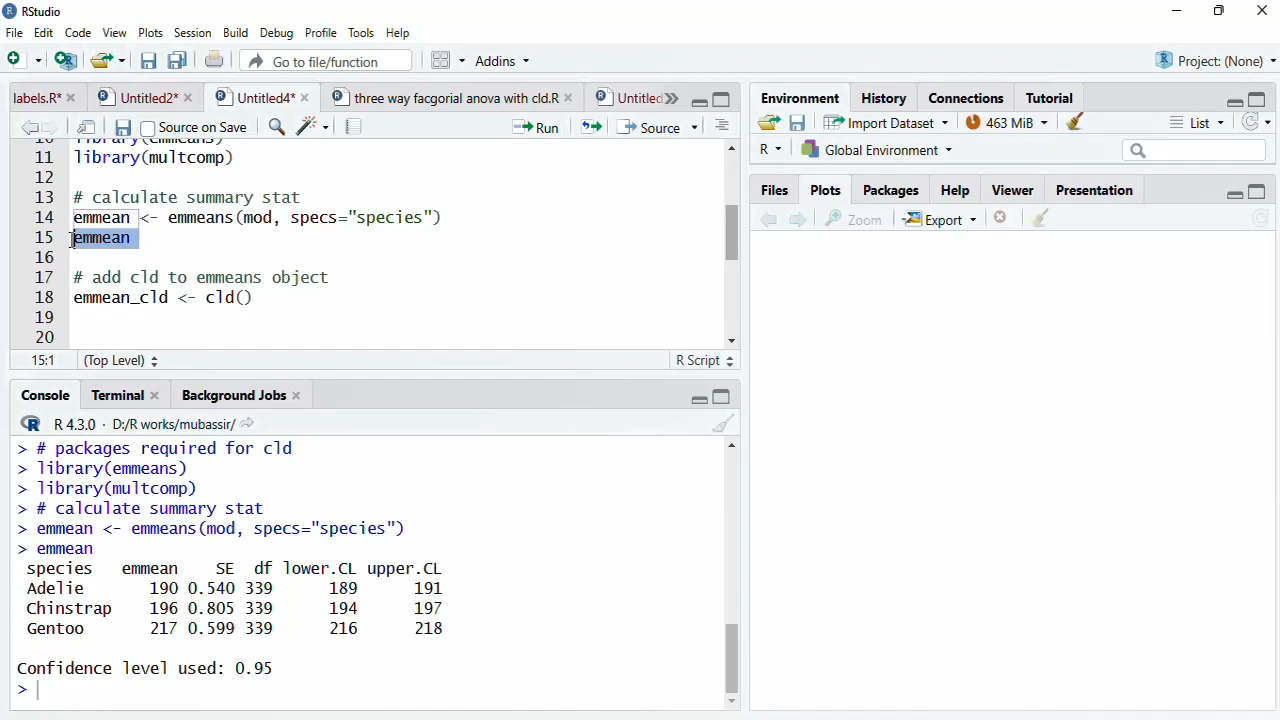 RStudio
File Edit Code View Plots Session Build Debug Profile Tools Help
Go to file/function Addins Project: (None)
labels.R* Untitled2* Untitled4* three way facgorial anova with cld.R Untitled
Source on Save Run Source
11 library(multcomp)
12
13 # calculate summary stat
14 emmean <- emmeans(mod, specs="species")
15 emmean
16
17 # add cld to emmeans object
18 emmean_cld <- cld()
19
20
15:1 (Top Level) R Script
Console Terminal Background Jobs
R 4.3.0 · D:/R works/mubassir/
> # packages required for cld
> library(emmeans)
> library(multcomp)
> # calculate summary stat
> emmean <- emmeans(mod, specs="species")
> emmean
species emmean SE df lower.CL upper.CL
Adelie 190 0.540 339 189 191
Chinstrap 196 0.805 339 194 197
Gentoo 217 0.599 339 216 218
Confidence level used: 0.95
>
Environment History Connections Tutorial
Import Dataset 463 MiB List
R Global Environment
Files Plots Packages Help Viewer Presentation
Zoom Export